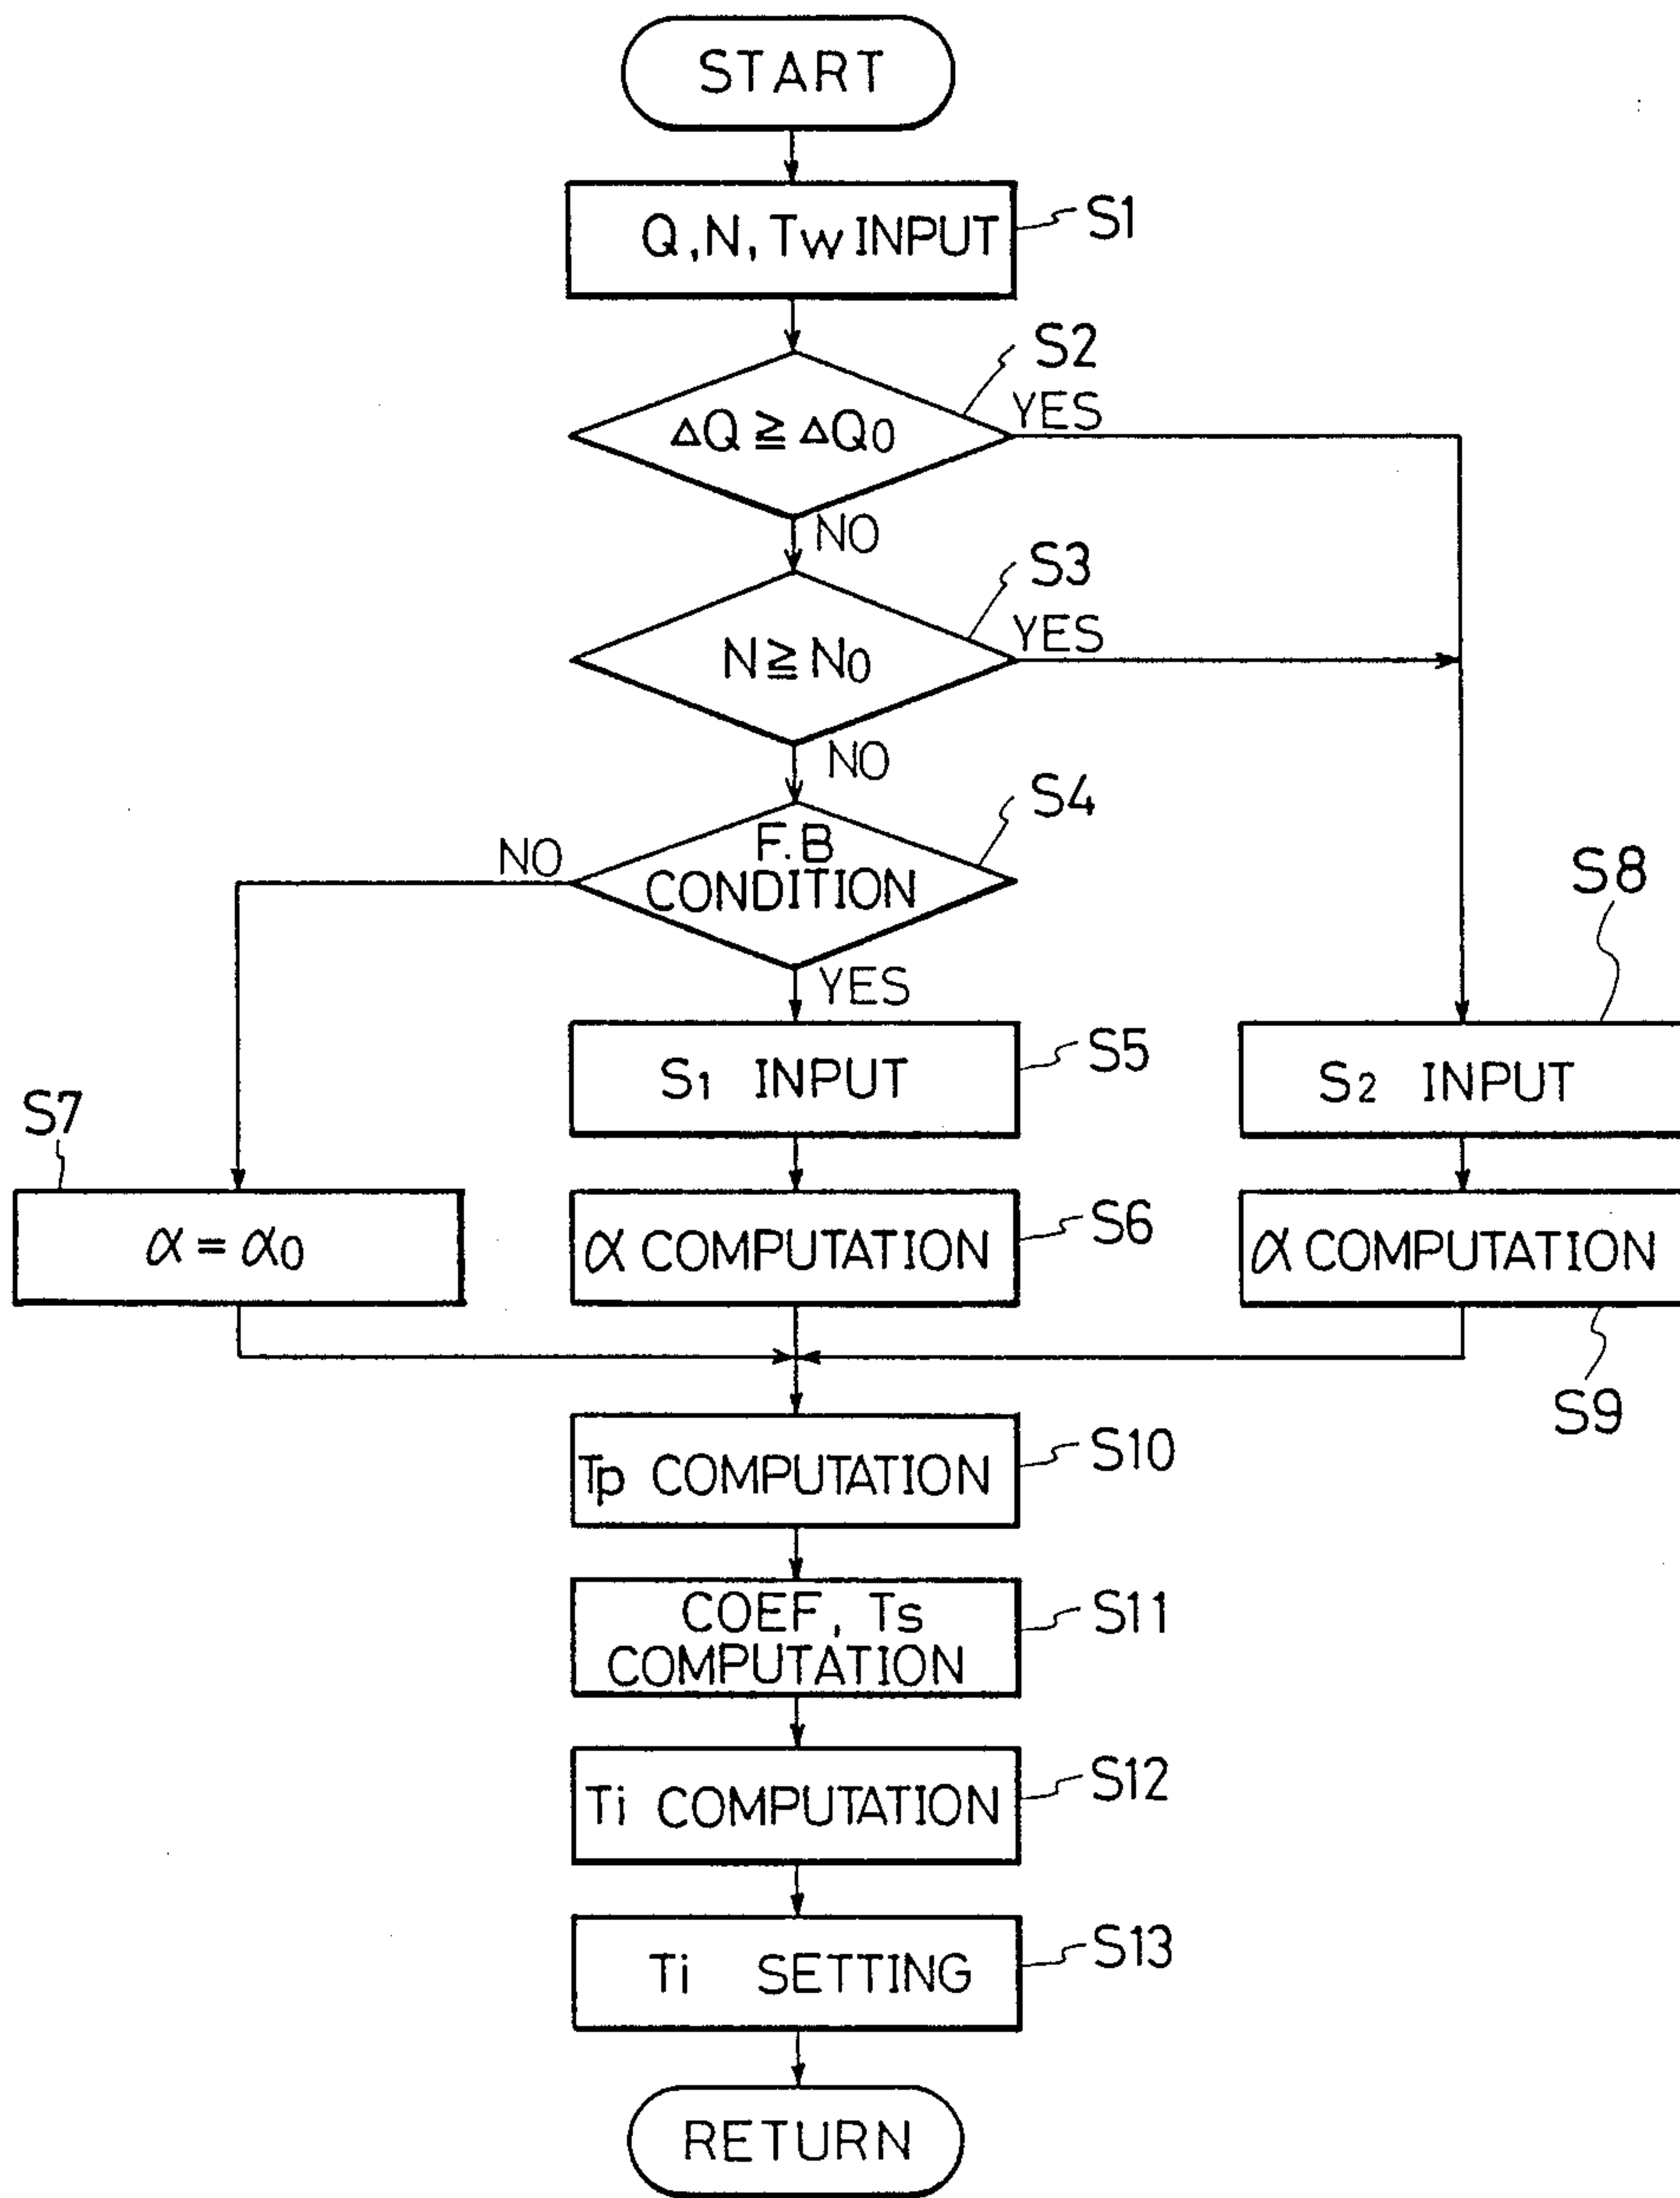 START
Q, N, Tw INPUT
S1
S2
ΔQ ≧ ΔQ0
YES
NO
S3
N ≧ N0
YES
NO
S4
F.B
CONDITION
NO
YES
S8
S1 INPUT
S5
S2 INPUT
S7
α = α0
α COMPUTATION
S6
α COMPUTATION
S9
Tp COMPUTATION
S10
COEF, Ts
COMPUTATION
S11
Ti COMPUTATION
S12
Ti SETTING
S13
RETURN